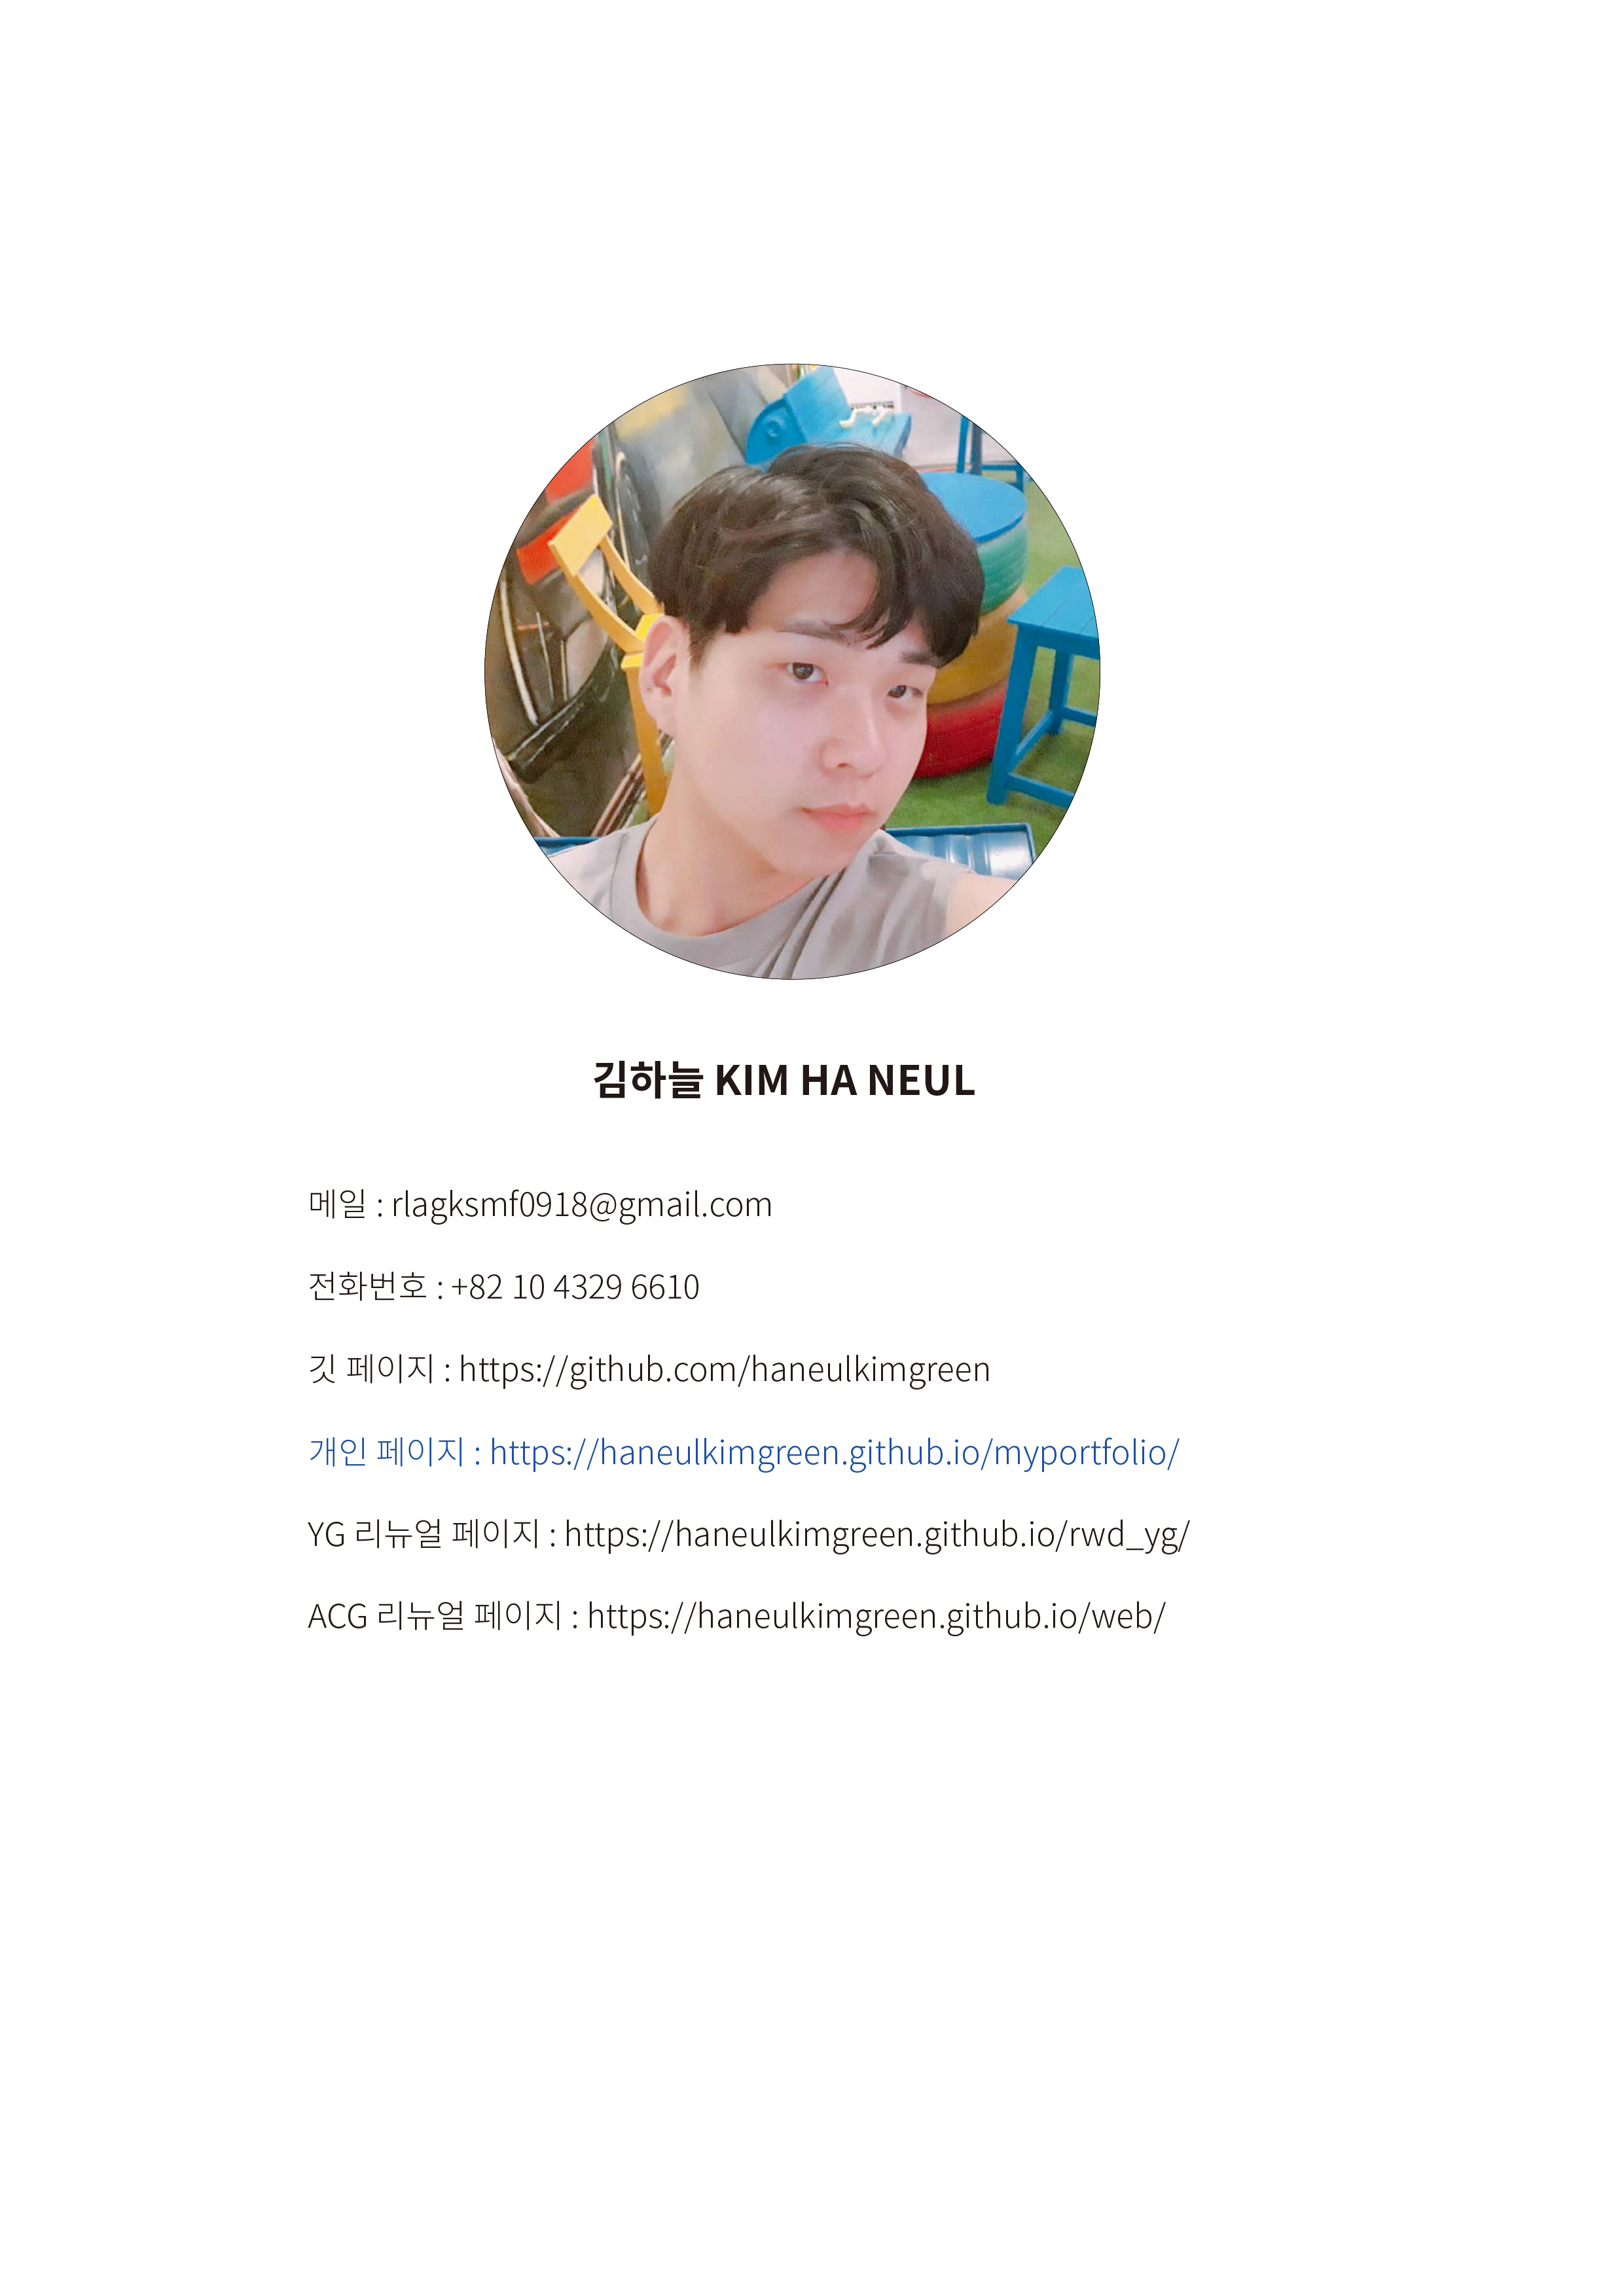 김하늘 KIM HA NEUL
메일 : rlagksmf0918@gmail.com
전화번호 : +82 10 4329 6610
깃 페이지 : https://github.com/haneulkimgreen
개인 페이지 : https://haneulkimgreen.github.io/myportfolio/
YG 리뉴얼 페이지 : https://haneulkimgreen.github.io/rwd_yg/
ACG 리뉴얼 페이지 : https://haneulkimgreen.github.io/web/